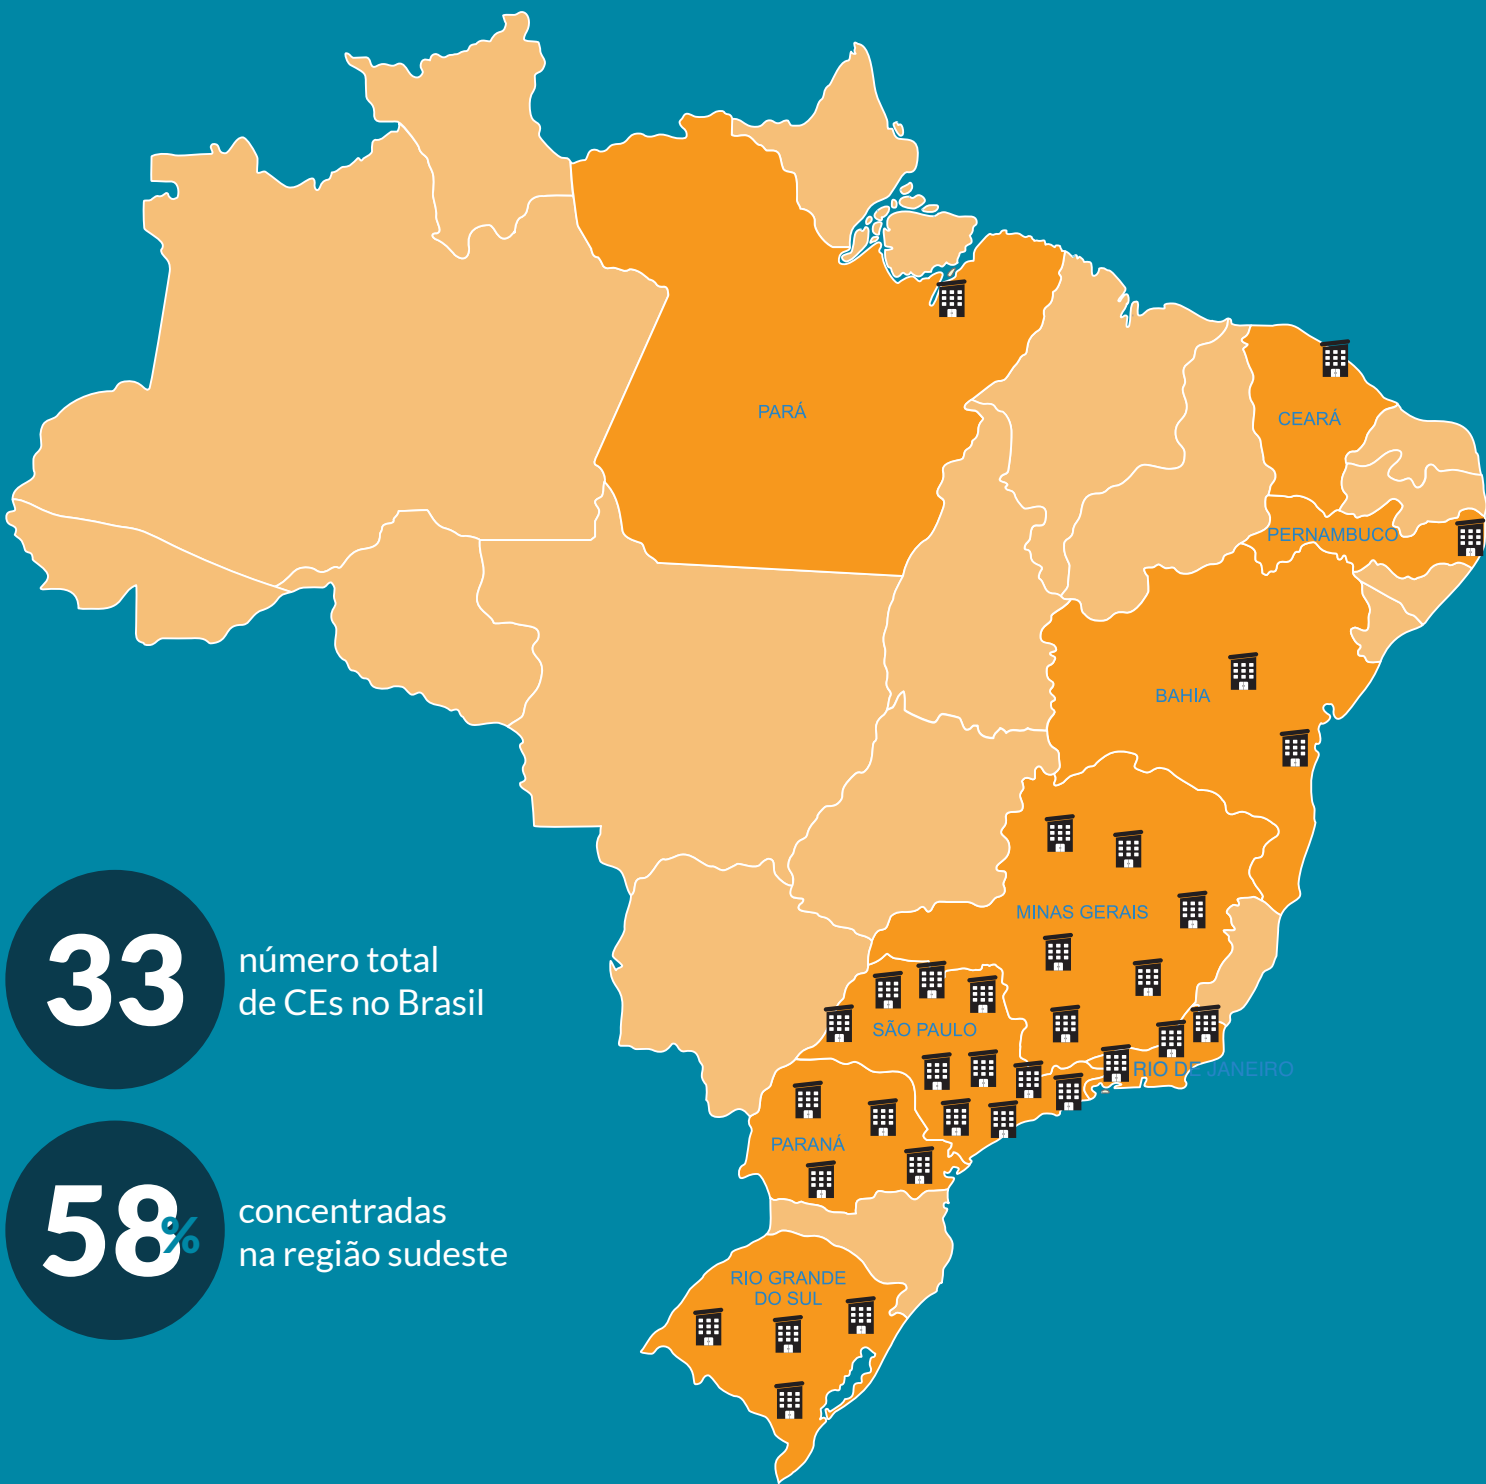 PARÁ
CEARÁ
PERNAMBUCO
BAHIA
MINAS GERAIS
SÃO PAULO
RIO DE JANEIRO
PARANÁ
RIO GRANDE
DO SUL
33
número total
de CEs no Brasil
58%
concentradas
na região sudeste